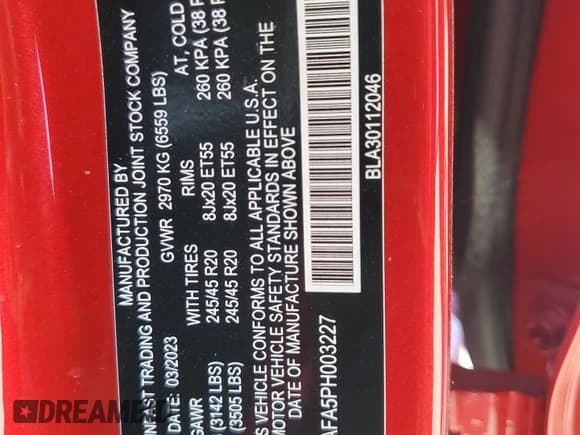 MANUFACTURED BY
NFAST TRADING AND PRODUCTION JOINT STOCK COMPANY
DATE: 03/2023 GVWR 2970 KG (6559 LBS)
GAWR WITH TIRES RIMS AT, COLD
(3142 LBS) 245/45 R20 8Jx20 ET55 260 KPA (38
(3505 LBS) 245/45 R20 8Jx20 ET55 260 KPA (38
VEHICLE CONFORMS TO ALL APPLICABLE U.S.A.
MOTOR VEHICLE SAFETY STANDARDS IN EFFECT ON THE
DATE OF MANUFACTURE SHOWN ABOVE
AFA5PH003227
BLA30112046
DREAMBID